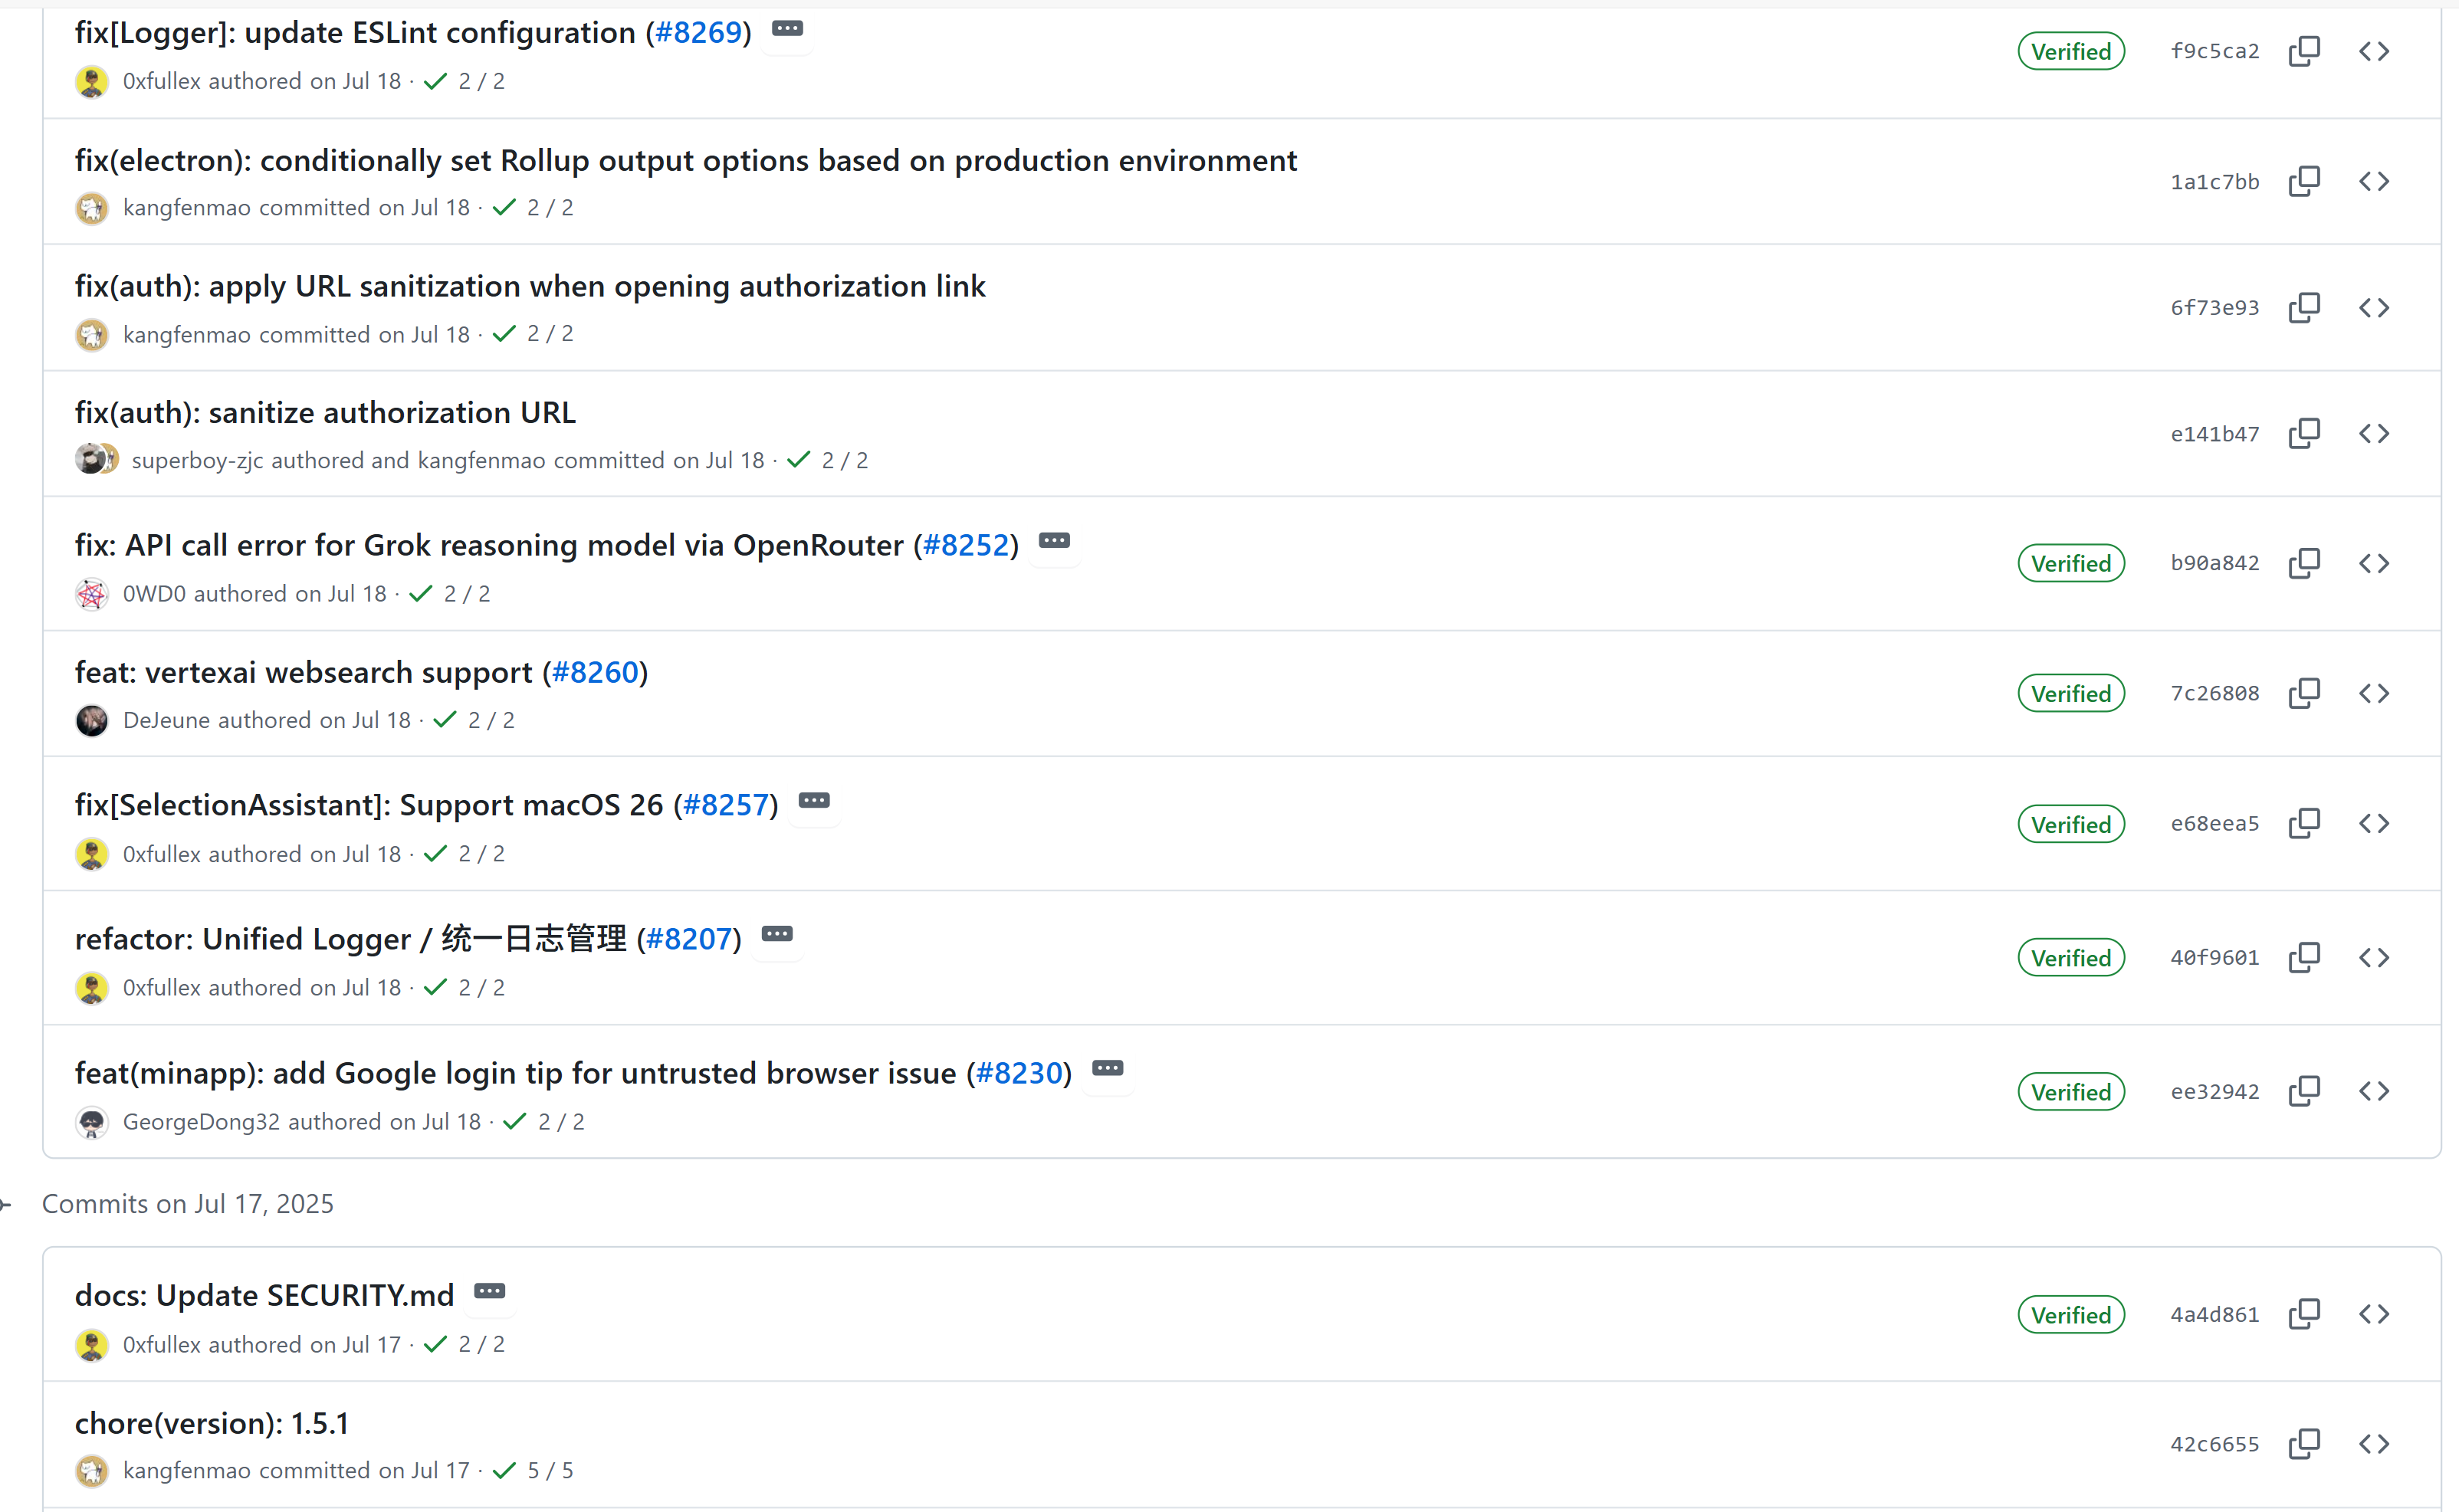 fix[Logger]: update ESLint configuration (#8269)
0xfullex authored on Jul 18 · 2 / 2
Verified
f9c5ca2
fix(electron): conditionally set Rollup output options based on production environment
kangfenmao committed on Jul 18 · 2 / 2
1a1c7bb
fix(auth): apply URL sanitization when opening authorization link
kangfenmao committed on Jul 18 · 2 / 2
6f73e93
fix(auth): sanitize authorization URL
superboy-zjc authored and kangfenmao committed on Jul 18 · 2 / 2
e141b47
fix: API call error for Grok reasoning model via OpenRouter (#8252)
0WD0 authored on Jul 18 · 2 / 2
Verified
b90a842
feat: vertexai websearch support (#8260)
DeJeune authored on Jul 18 · 2 / 2
Verified
7c26808
fix[SelectionAssistant]: Support macOS 26 (#8257)
0xfullex authored on Jul 18 · 2 / 2
Verified
e68eea5
refactor: Unified Logger / 统一日志管理 (#8207)
0xfullex authored on Jul 18 · 2 / 2
Verified
40f9601
feat(minapp): add Google login tip for untrusted browser issue (#8230)
GeorgeDong32 authored on Jul 18 · 2 / 2
Verified
ee32942
Commits on Jul 17, 2025
docs: Update SECURITY.md
0xfullex authored on Jul 17 · 2 / 2
Verified
4a4d861
chore(version): 1.5.1
kangfenmao committed on Jul 17 · 5 / 5
42c6655